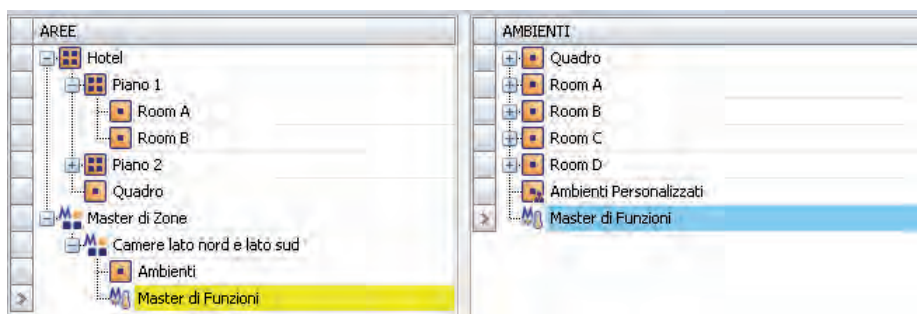 AREE
Hotel
Piano 1
Room A
Room B
Piano 2
Quadro
Master di Zone
Camere lato nord e lato sud
Ambienti
Master di Funzioni
AMBIENTI
Quadro
Room A
Room B
Room C
Room D
Ambienti Personalizzati
Master di Funzioni